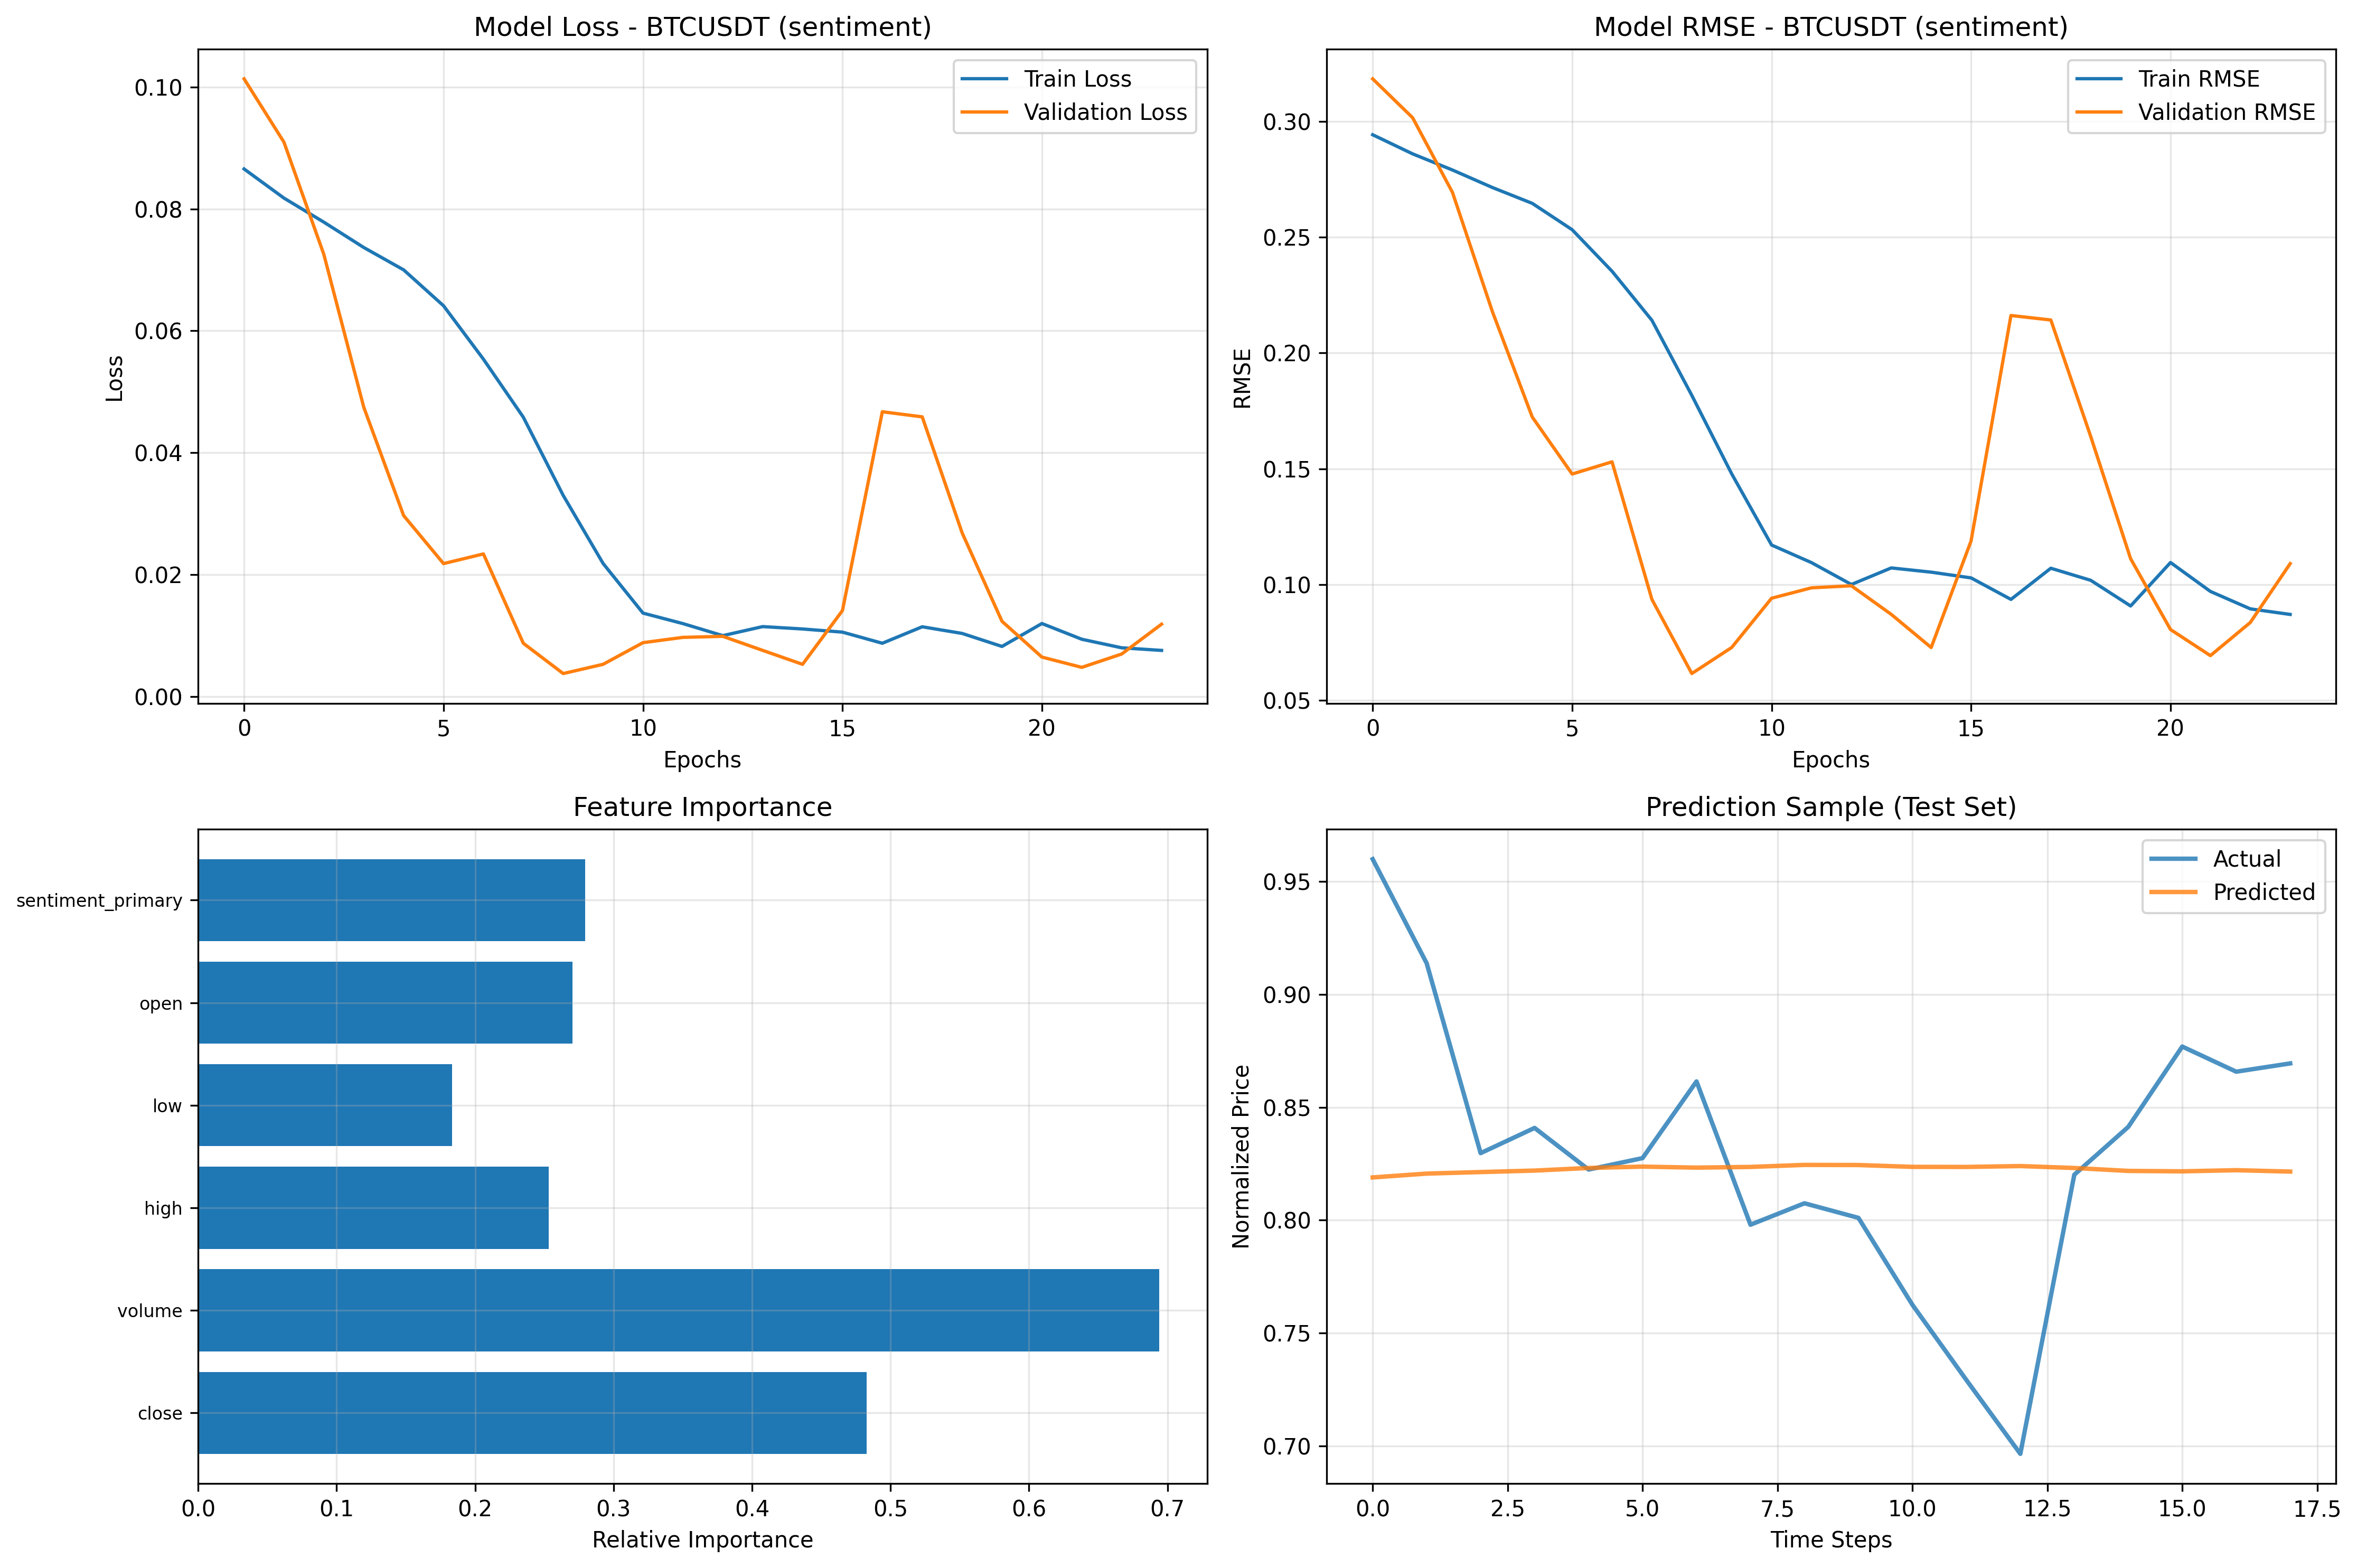 Model Loss - BTCUSDT (sentiment)
Train Loss
Validation Loss
0.10
0.08
0.06
0.04
0.02
0.00
Loss
0
5
10
15
20
Epochs
Model RMSE - BTCUSDT (sentiment)
Train RMSE
Validation RMSE
0.30
0.25
0.20
0.15
0.10
0.05
RMSE
0
5
10
15
20
Epochs
Feature Importance
sentiment_primary
open
low
high
volume
close
0.0
0.1
0.2
0.3
0.4
0.5
0.6
0.7
Relative Importance
Prediction Sample (Test Set)
Actual
Predicted
0.95
0.90
0.85
0.80
0.75
0.70
Normalized Price
0.0
2.5
5.0
7.5
10.0
12.5
15.0
17.5
Time Steps